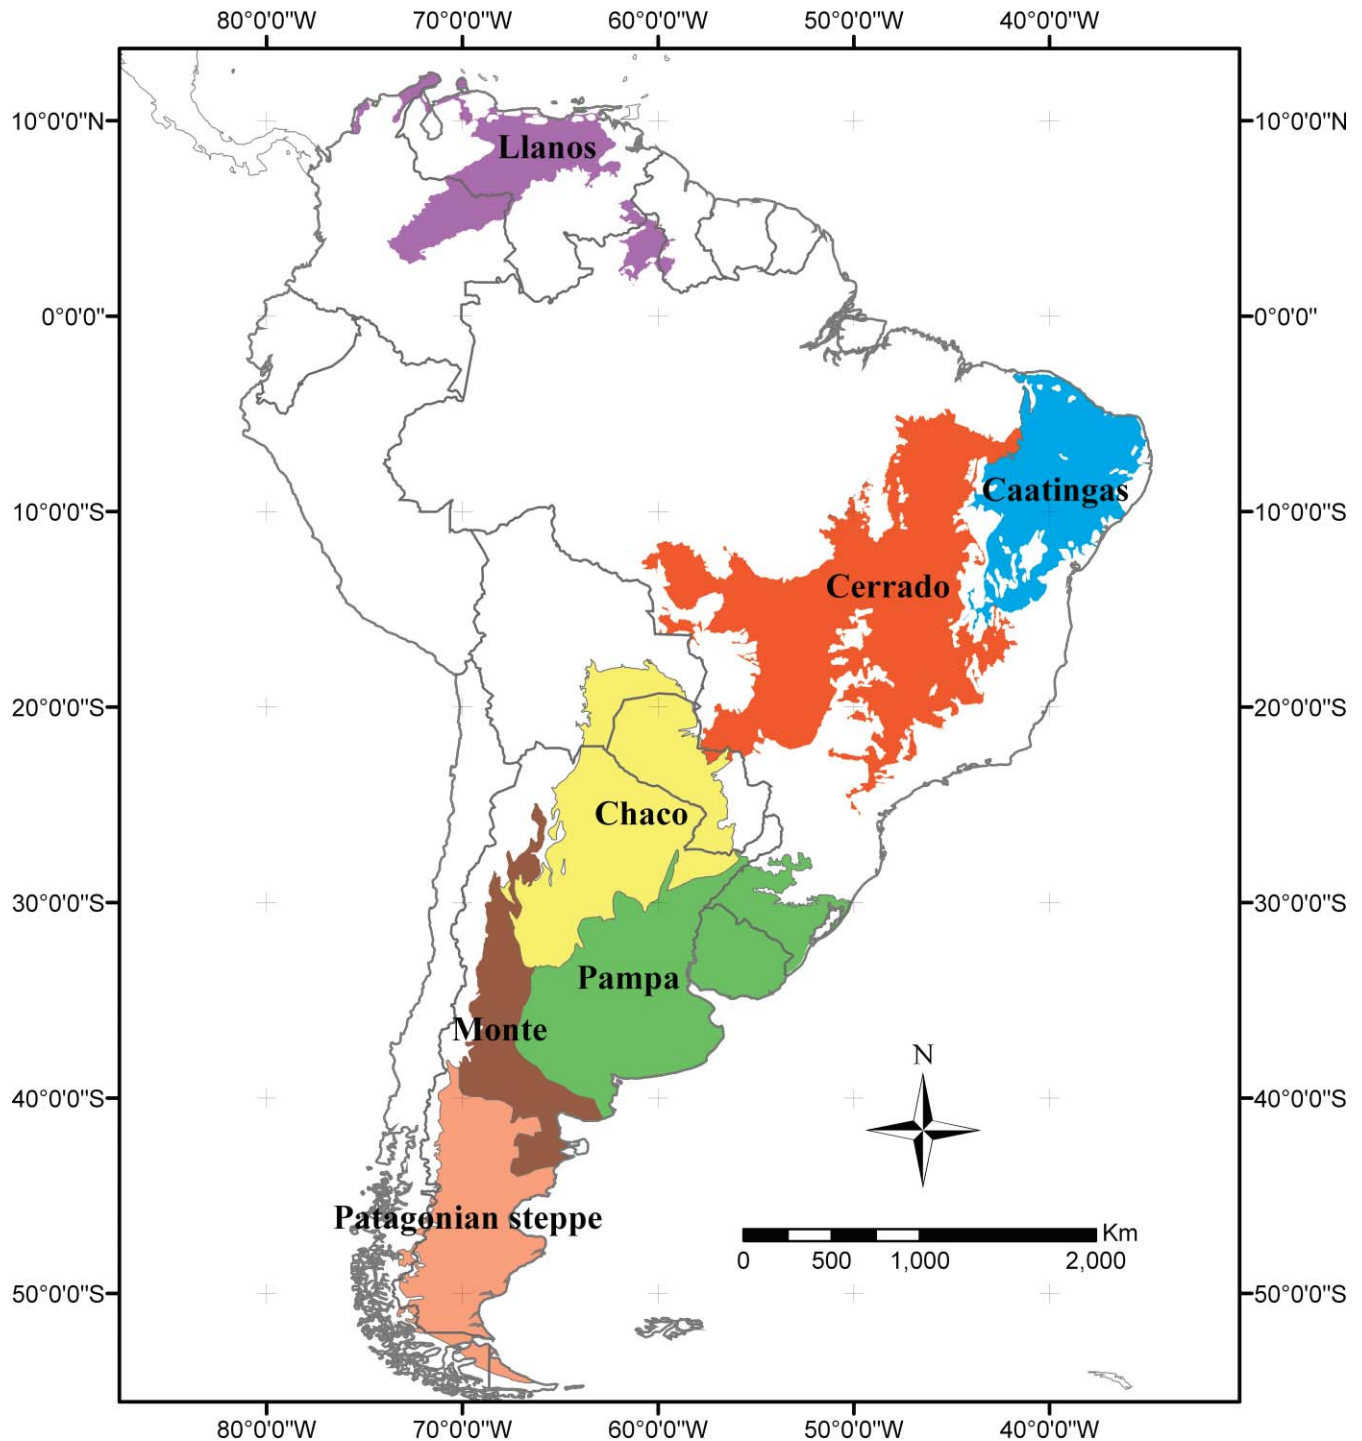 80°0'0"W 70°0'0"W 60°0'0"W 50°0'0"W 40°0'0"W
10°0'0"N 10°0'0"N
Llanos
0°0'0" 0°0'0"
Caatingas
10°0'0"S 10°0'0"S
Cerrado
20°0'0"S 20°0'0"S
Chaco
30°0'0"S 30°0'0"S
Pampa
Monte
N
40°0'0"S 40°0'0"S
Patagonian steppe
Km
0 500 1,000 2,000
50°0'0"S 50°0'0"S
80°0'0"W 70°0'0"W 60°0'0"W 50°0'0"W 40°0'0"W